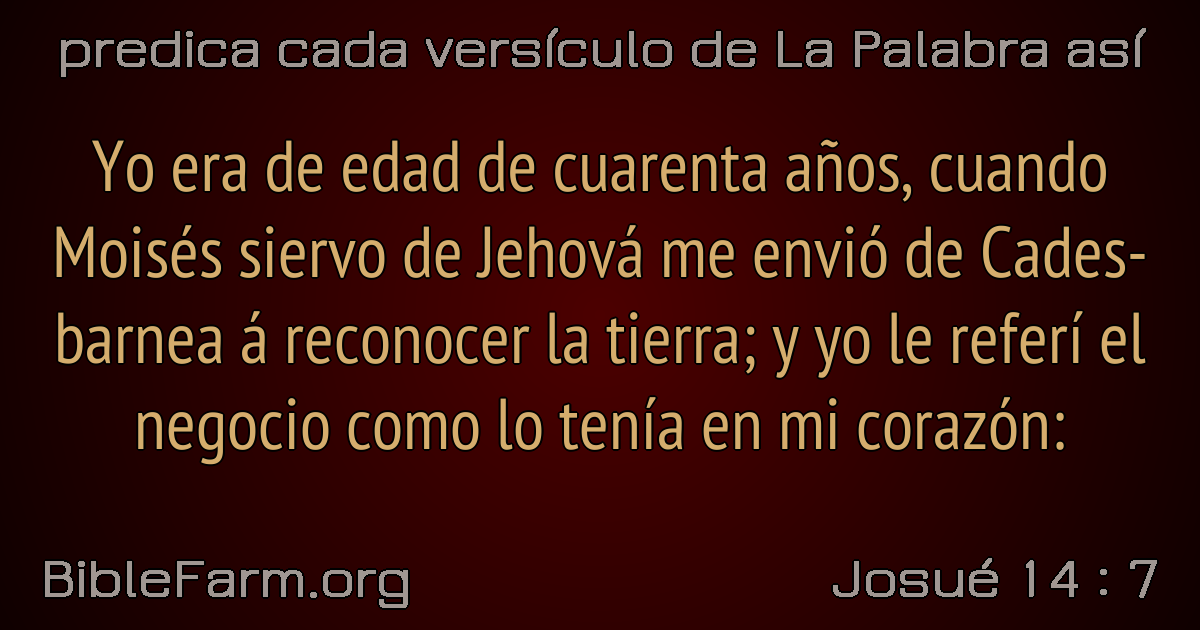 predica cada versículo de La Palabra así
Yo era de edad de cuarenta años, cuando
Moisés siervo de Jehová me envió de Cades-
barnea á reconocer la tierra; y yo le referí el
negocio como lo tenía en mi corazón:
BibleFarm.org
Josué 14 : 7